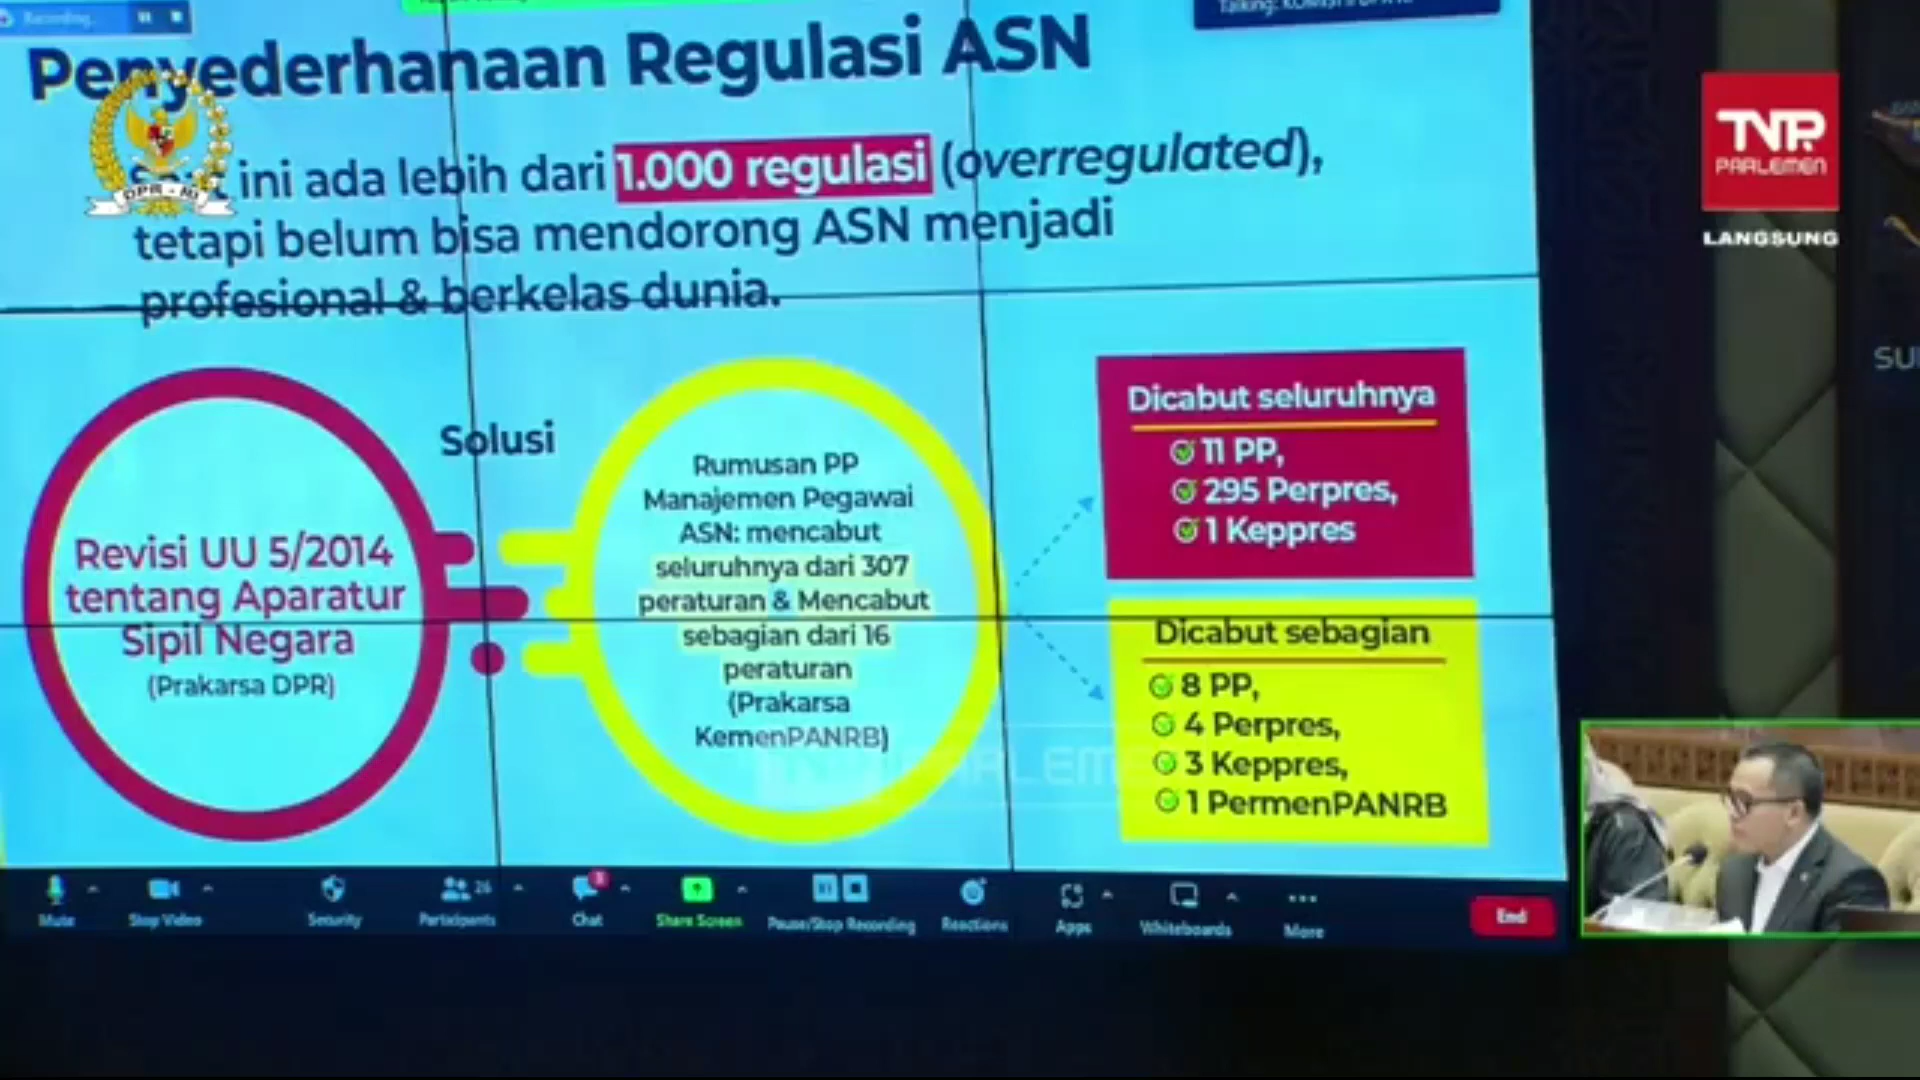 Recording...
Penyederhanaan Regulasi ASN
ini ada lebih dari 1.000 regulasi (overregulated),
tetapi belum bisa mendorong ASN menjadi
profesional & berkelas dunia.
DPR - RI
TVR
PARLEMEN
LANGSUNG
Revisi UU 5/2014
tentang Aparatur
Sipil Negara
(Prakarsa DPR)
Solusi
Rumusan PP
Manajemen Pegawai
ASN: mencabut
seluruhnya dari 307
peraturan & Mencabut
sebagian dari 16
peraturan
(Prakarsa
KemenPANRB)
Dicabut seluruhnya
11 PP,
295 Perpres,
1 Keppres
Dicabut sebagian
8 PP,
4 Perpres,
3 Keppres,
1 PermenPANRB
PARLEMEN
Mute
Stop Video
Security
Participants
26
Chat
3
Share Screen
Pause/Stop Recording
Reactions
Apps
Whiteboards
More
End